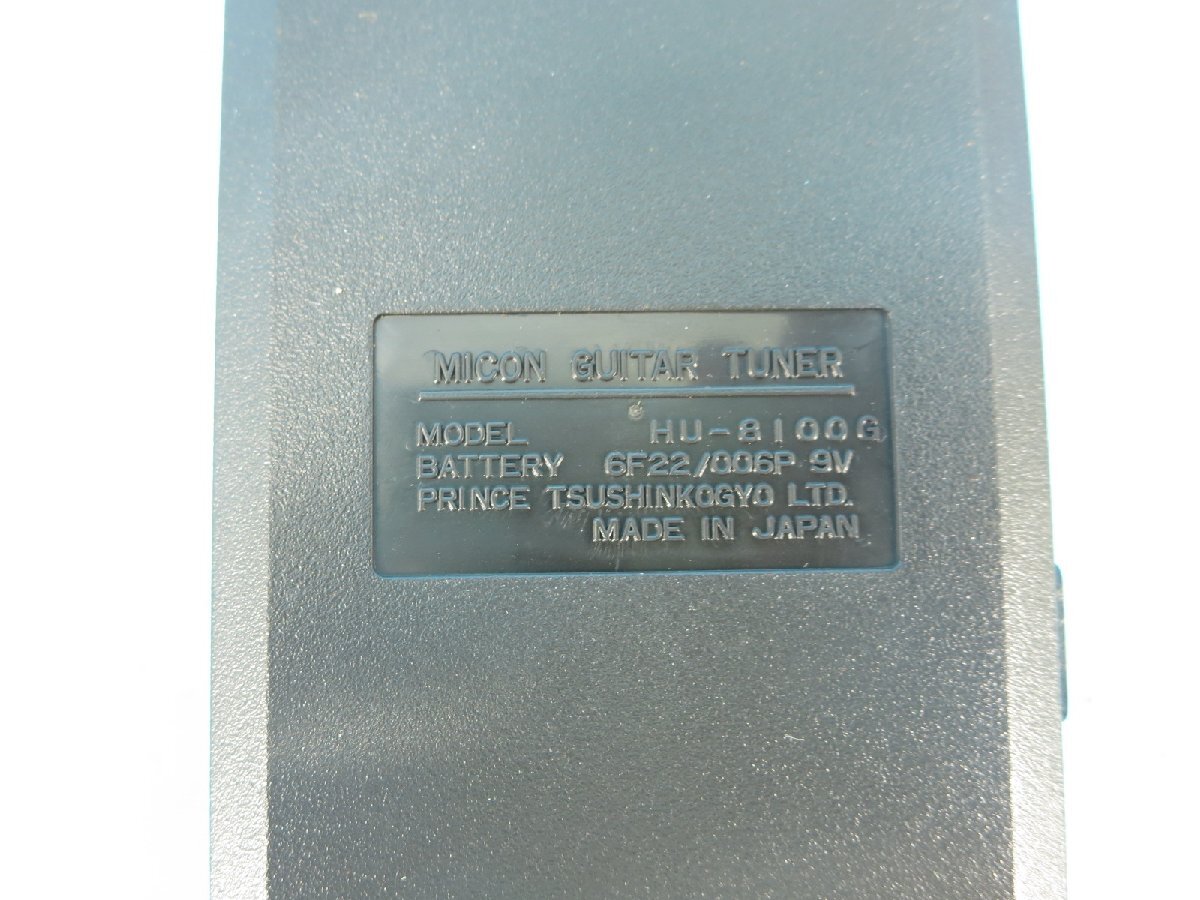 MICON GUITAR TUNER
MODEL HU-8100G
BATTERY 6F22/006P 9V
PRINCE TSUSHINKOGYO LTD.
MADE IN JAPAN